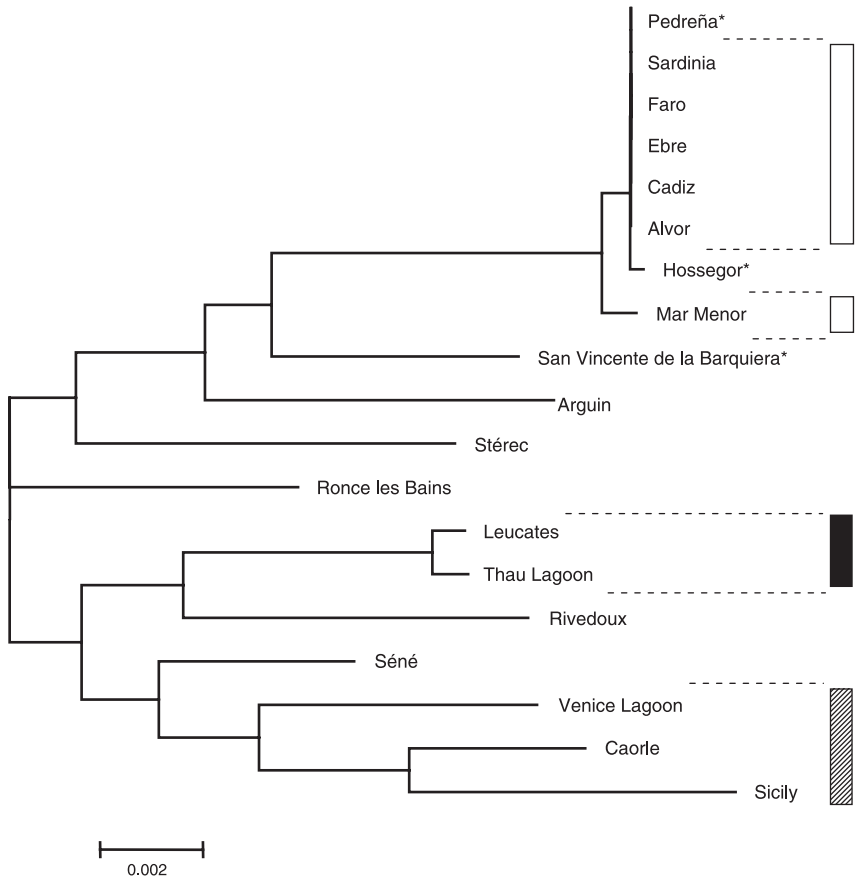 Pedreña*
Sardinia
Faro
Ebre
Cadiz
Alvor
Hossegor*
Mar Menor
San Vincente de la Barquiera*
Arguin
Stérec
Ronce les Bains
Leucates
Thau Lagoon
Rivedoux
Séné
Venice Lagoon
Caorle
Sicily
0.002